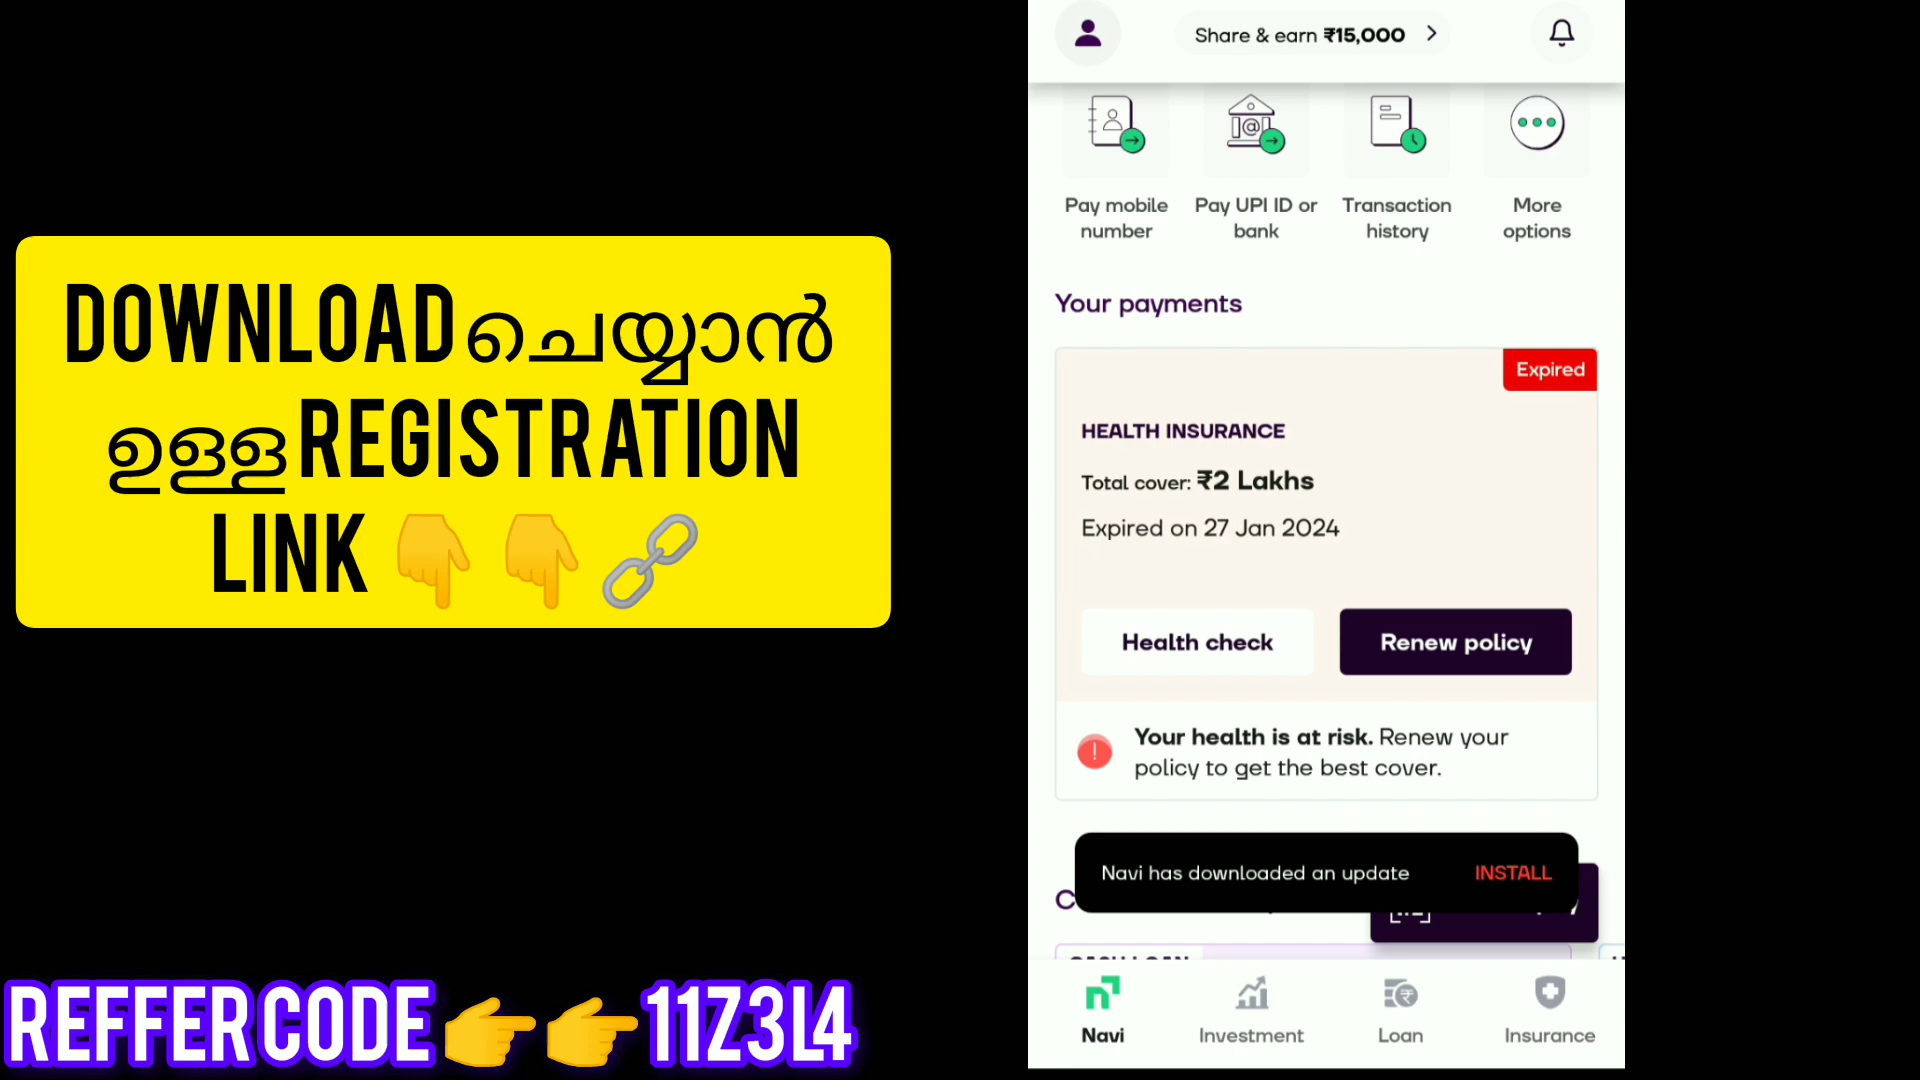 DOWNLOAD ചെയ്യാൻ
ഉള്ള REGISTRATION
LINK 👇 👇 🔗
REFFER CODE 👉 👉 11Z3L4
Share & earn ₹15,000
Pay mobile number
Pay UPI ID or bank
Transaction history
More options
Your payments
Expired
HEALTH INSURANCE
Total cover: ₹2 Lakhs
Expired on 27 Jan 2024
Health check
Renew policy
Your health is at risk. Renew your
policy to get the best cover.
Navi has downloaded an update INSTALL
Navi
Investment
Loan
Insurance